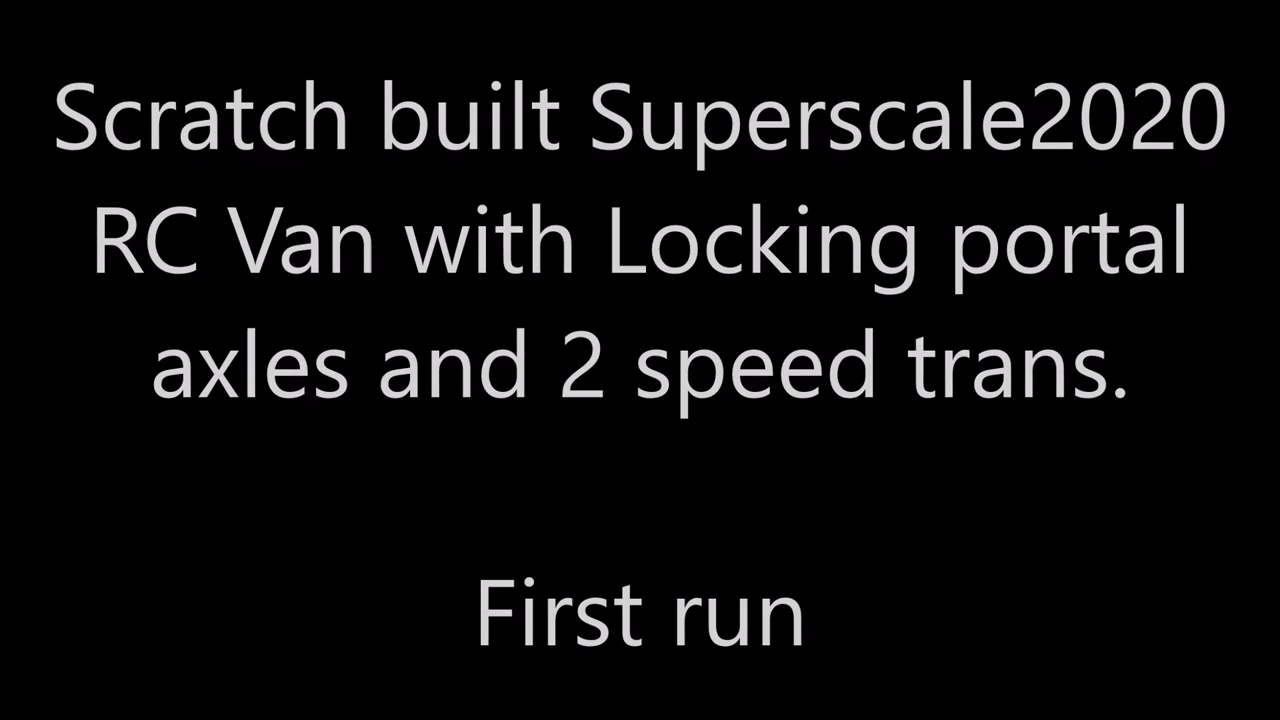 Scratch built Superscale2020
RC Van with Locking portal
axles and 2 speed trans.
First run